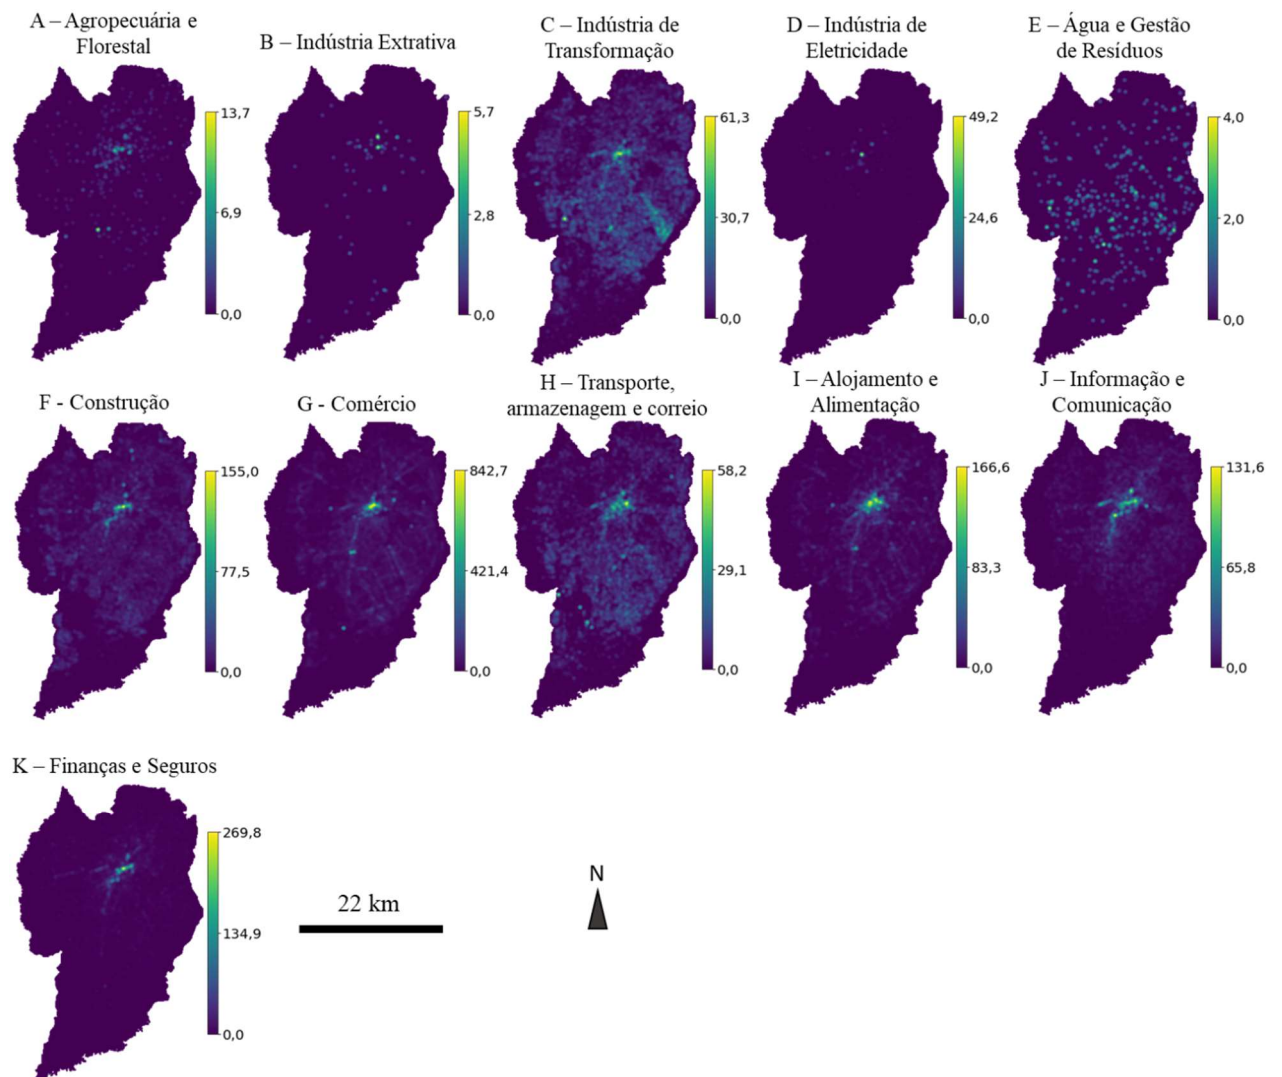 A – Agropecuária e
Florestal
B – Indústria Extrativa
C – Indústria de
Transformação
D – Indústria de
Eletricidade
E – Água e Gestão
de Resíduos
13,7
6,9
0,0
5,7
2,8
0,0
61,3
30,7
0,0
49,2
24,6
0,0
4,0
2,0
0,0
F - Construção
G - Comércio
H – Transporte,
armazenagem e correio
I – Alojamento e
Alimentação
J – Informação e
Comunicação
155,0
77,5
0,0
842,7
421,4
0,0
58,2
29,1
0,0
166,6
83,3
0,0
131,6
65,8
0,0
K – Finanças e Seguros
269,8
134,9
0,0
22 km
N